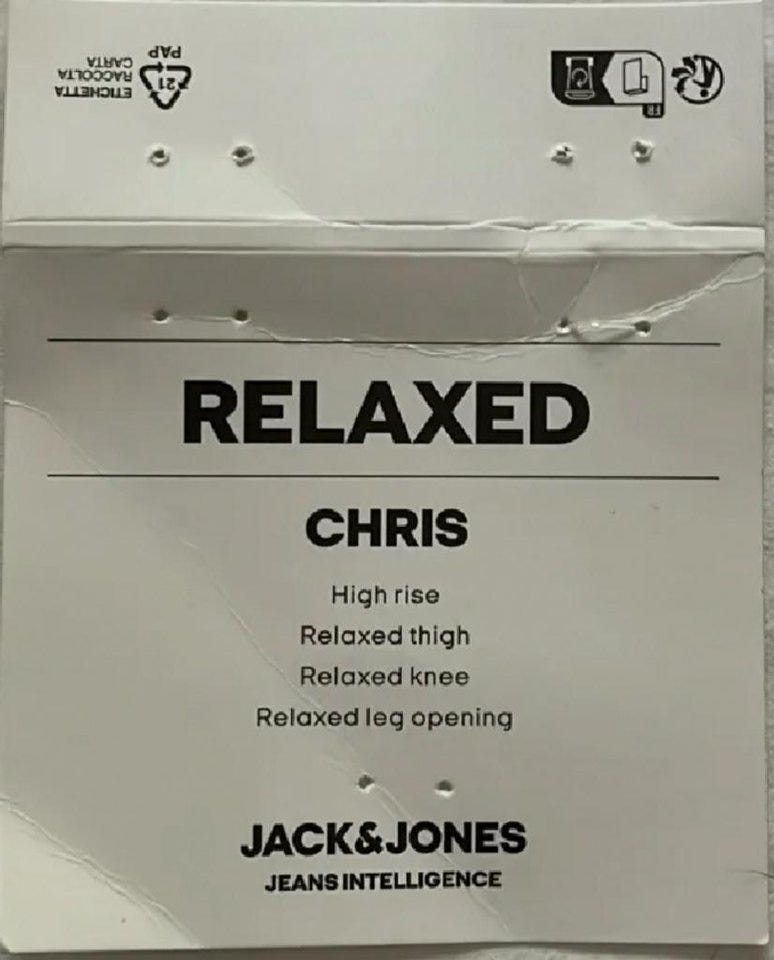 ETICHETTA
RACCOLTA
CARTA
21
PAP
FR
RELAXED
CHRIS
High rise
Relaxed thigh
Relaxed knee
Relaxed leg opening
JACK&JONES
JEANS INTELLIGENCE